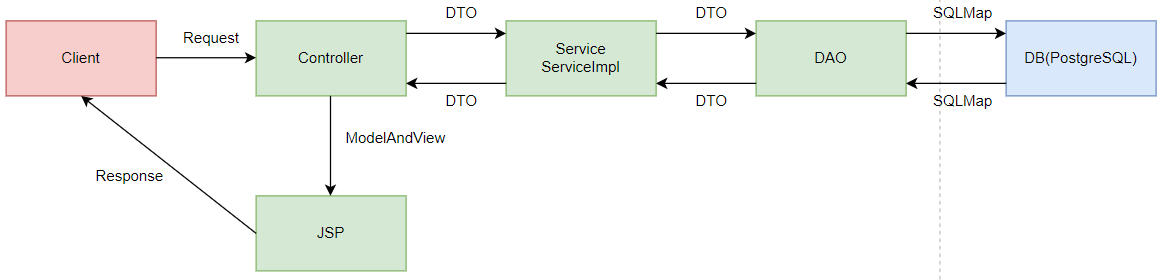 DTO
DTO
SQLMap
Request
Client
Controller
Service
ServiceImpl
DAO
DB(PostgreSQL)
DTO
DTO
SQLMap
ModelAndView
Response
JSP